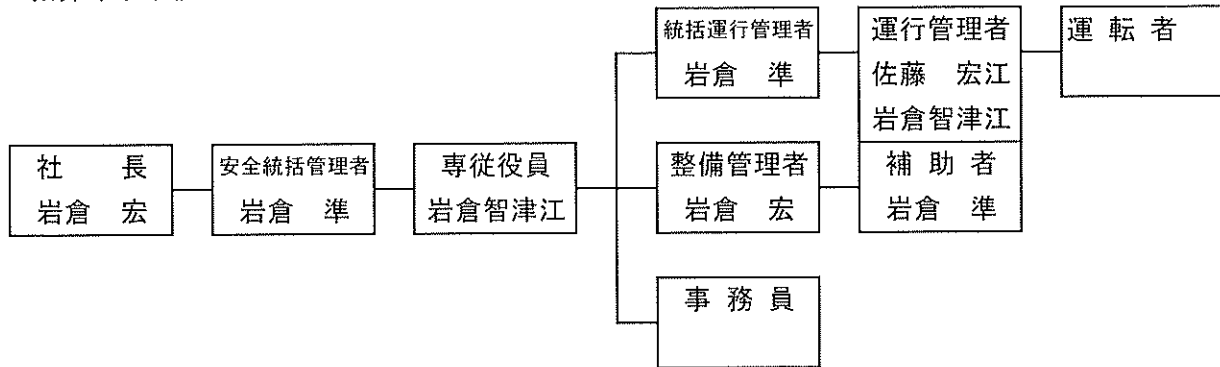 社長
岩倉 宏
安全統括管理者
岩倉 準
専従役員
岩倉智津江
統括運行管理者
岩倉 準
運行管理者
佐藤 宏江
岩倉智津江
運転者
整備管理者
岩倉 宏
補助者
岩倉 準
事務員